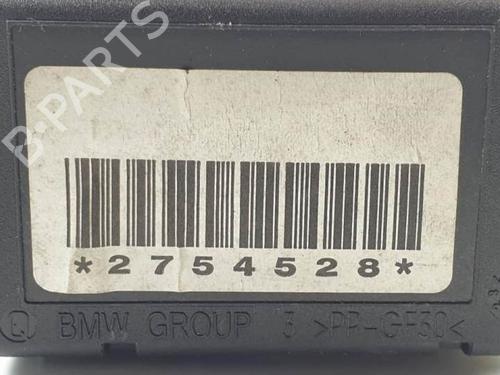 B-PARTS
*2754528*
Q BMW GROUP 3 >PP-GF30<